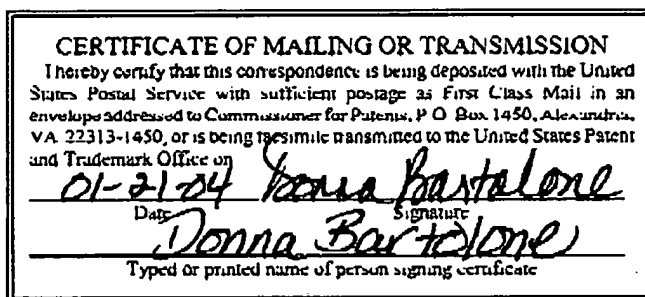 CERTIFICATE OF MAILING OR TRANSMISSION
I hereby certify that this correspondence is being deposited with the United
States Postal Service with sufficient postage as First Class Mail in an
envelope addressed to Commissioner for Patents, P O Box 1450, Alexandria,
VA 22313-1450, or is being facsimile transmitted to the United States Patent
and Trademark Office on
01-21-04 Donna Bartolone
Date Signature
Donna Bartolone
Typed or printed name of person signing certificate